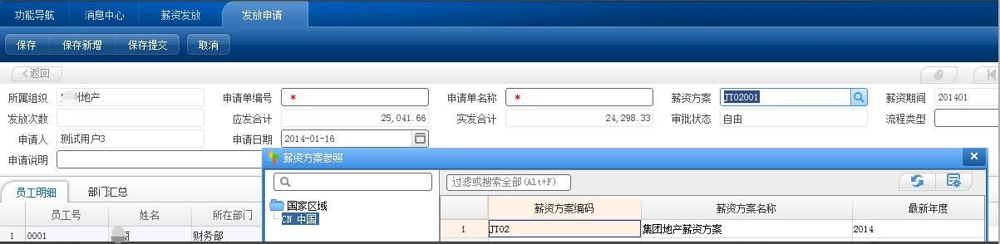 功能导航 消息中心 薪资发放 发放申请
保存 保存新增 保存提交 取消
返回
所属组织 地产 申请单编号 * 申请单名称 * 薪资方案 JT02001 薪资期间 201401
发放次数 应发合计 25,041.66 实发合计 24,298.33 审批状态 自由 流程类型
申请人 测试用户3 申请日期 2014-01-16
申请说明
薪资方案参照
过滤或搜索全部(Alt+F)
员工明细 部门汇总
国家区域
CN 中国
薪资方案编码 薪资方案名称 最新年度
1 JT02 集团地产薪资方案 2014
员工号 姓名 所在部门
1 0001 财务部